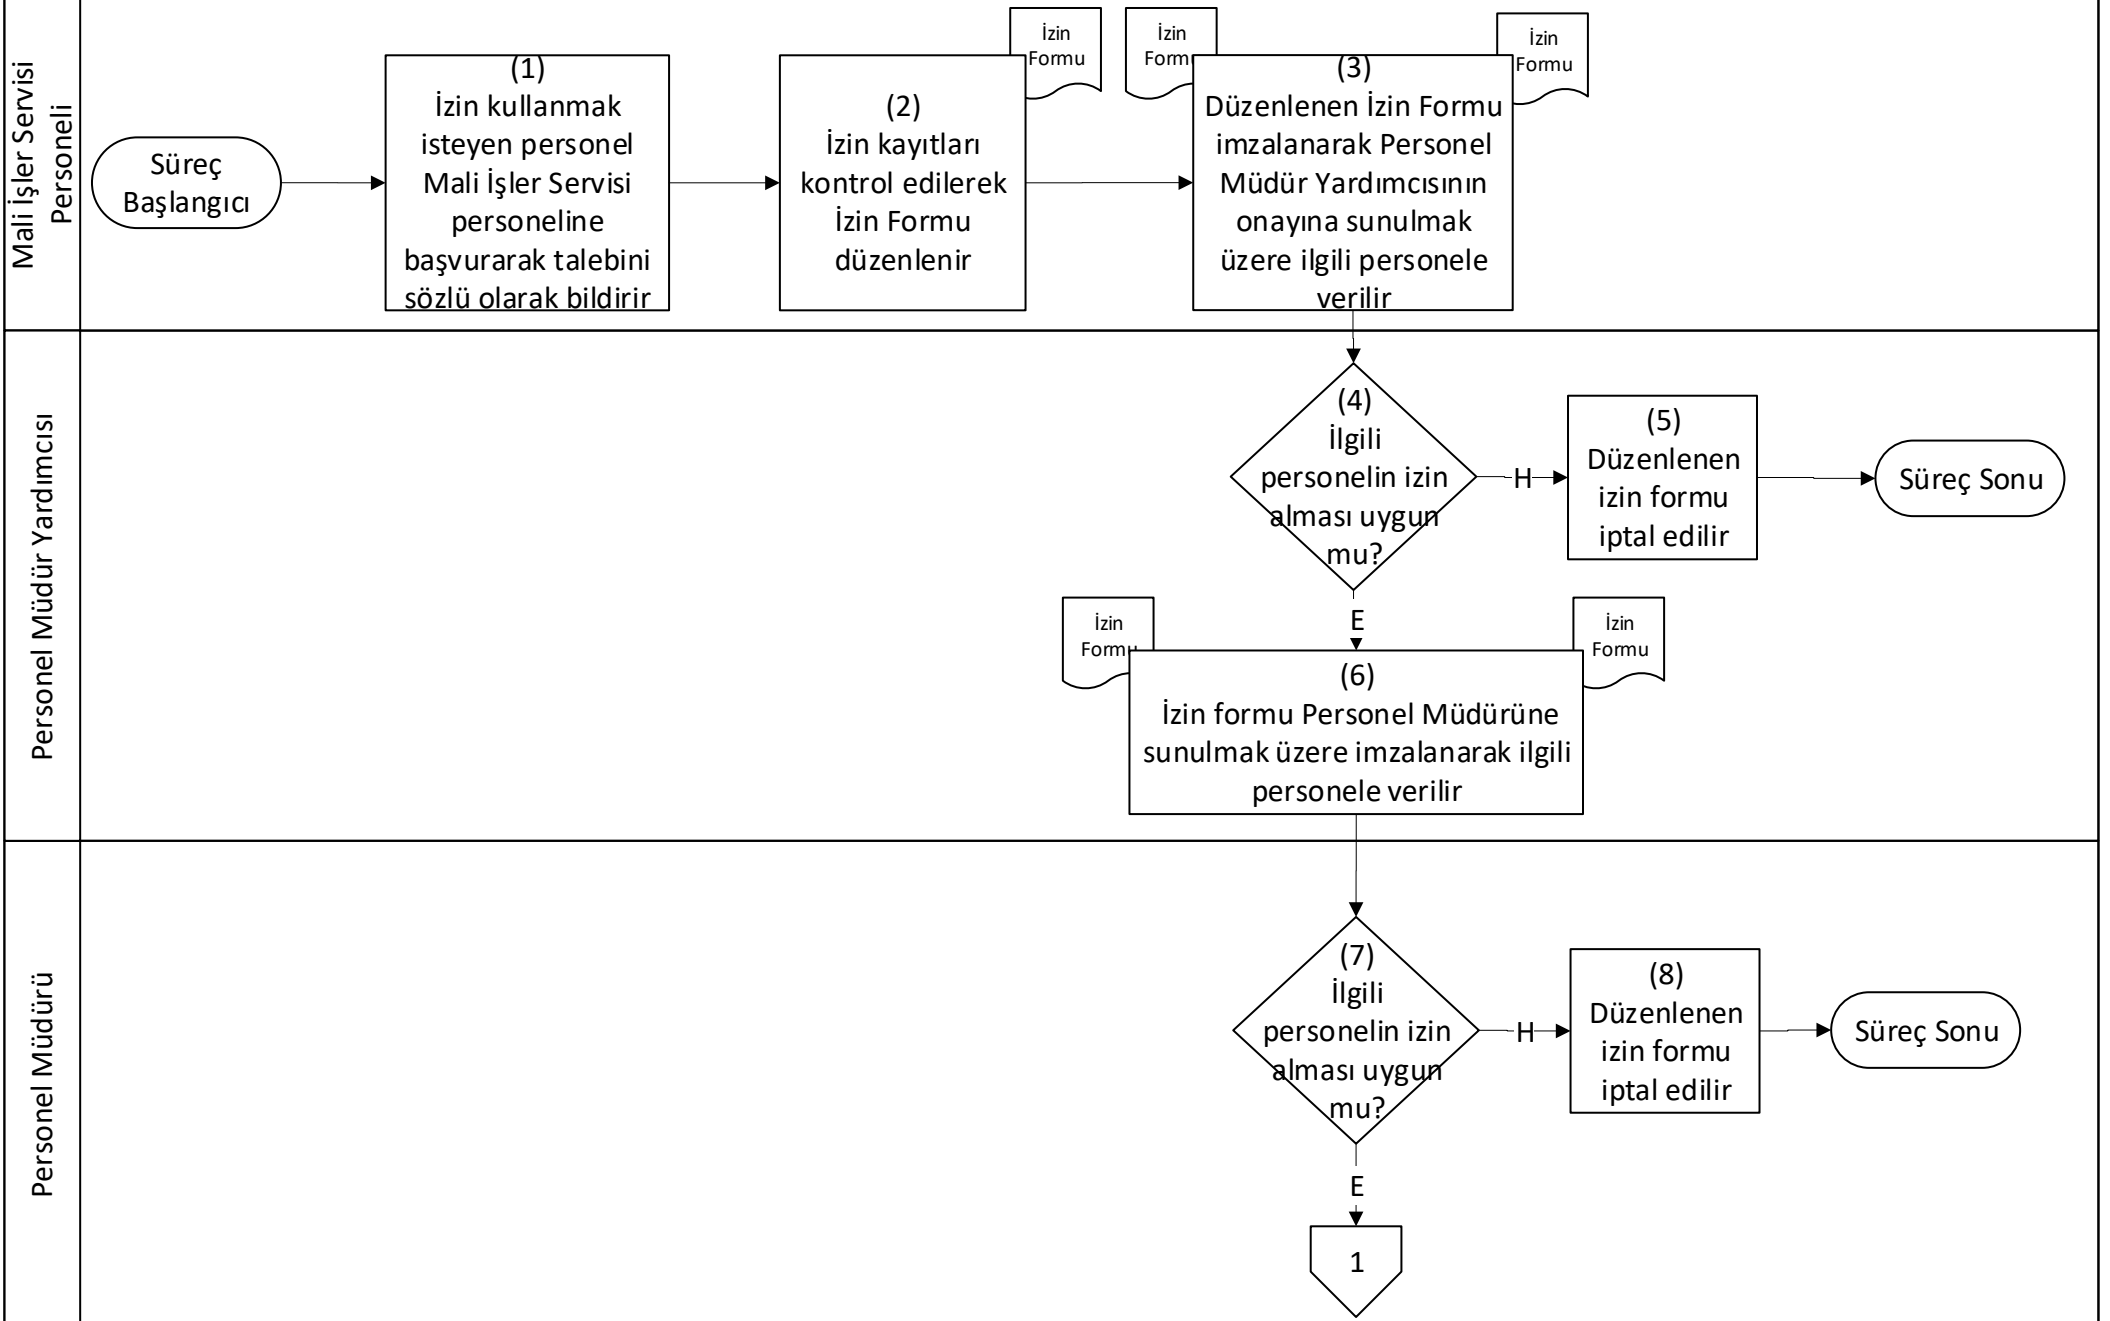 Mali İşler Servisi
Personeli
Süreç
Başlangıcı
(1)
İzin kullanmak
isteyen personel
Mali İşler Servisi
personeline
başvurarak talebini
sözlü olarak bildirir
İzin
Formu
(2)
İzin kayıtları
kontrol edilerek
İzin Formu
düzenlenir
İzin
Formu
İzin
Formu
(3)
Düzenlenen İzin Formu
imzalanarak Personel
Müdür Yardımcısının
onayına sunulmak
üzere ilgili personele
verilir
Personel Müdür Yardımcısı
(4)
İlgili
personelin izin
alması uygun
mu?
H
(5)
Düzenlenen
izin formu
iptal edilir
Süreç Sonu
E
İzin
Formu
İzin
Formu
(6)
İzin formu Personel Müdürüne
sunulmak üzere imzalanarak ilgili
personele verilir
Personel Müdürü
(7)
İlgili
personelin izin
alması uygun
mu?
H
(8)
Düzenlenen
izin formu
iptal edilir
Süreç Sonu
E
1